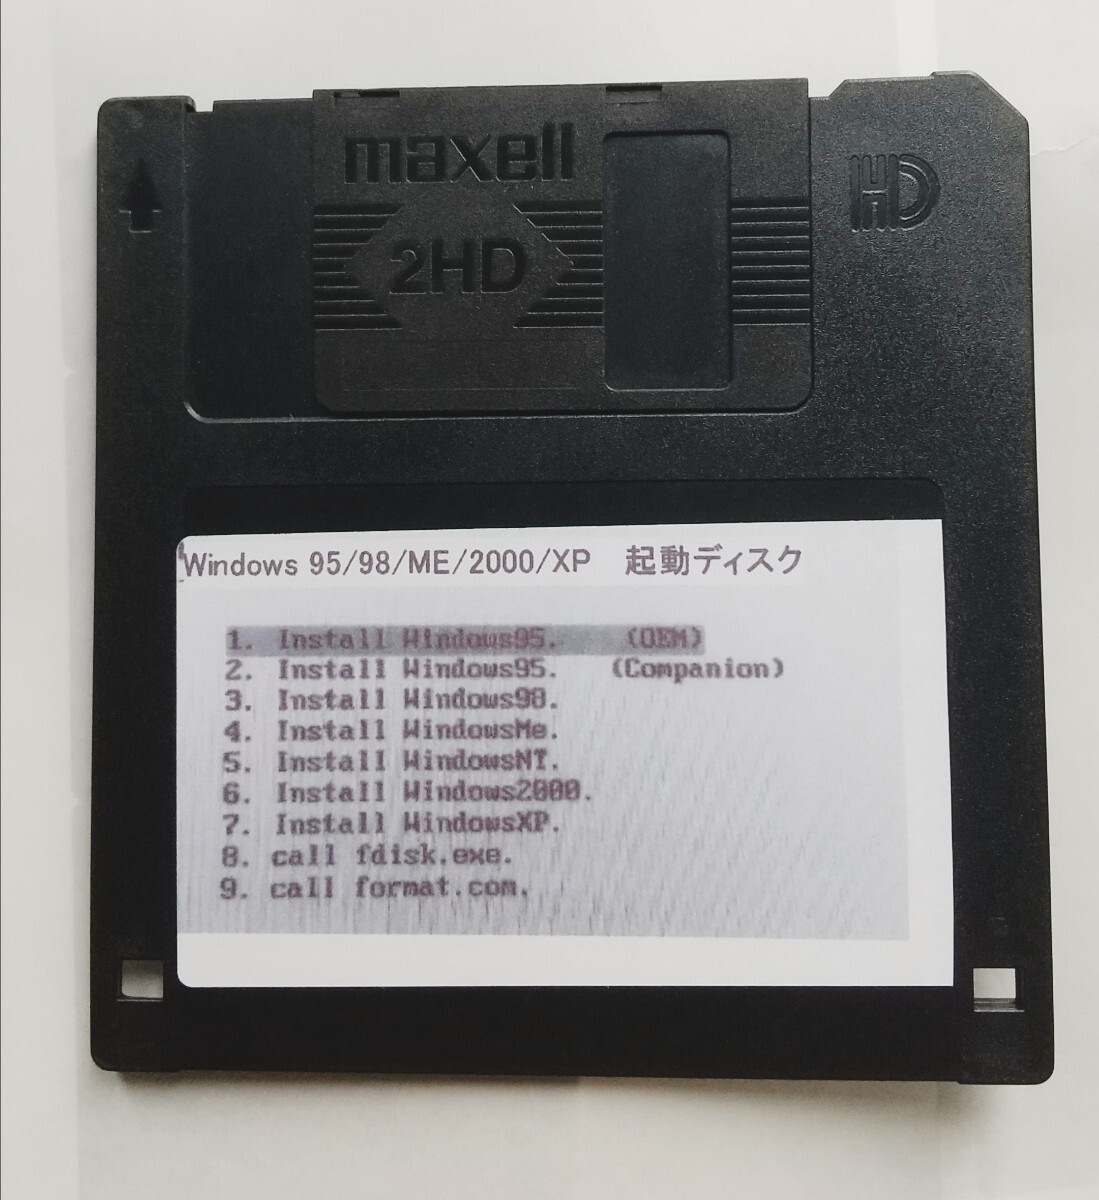 maxell
2HD
HD
Windows 95/98/ME/2000/XP 起動ディスク
1. Install Windows95. (OEM)
2. Install Windows95. (Companion)
3. Install Windows98.
4. Install WindowsMe.
5. Install WindowsNT.
6. Install Windows2000.
7. Install WindowsXP.
8. call fdisk.exe.
9. call format.com.